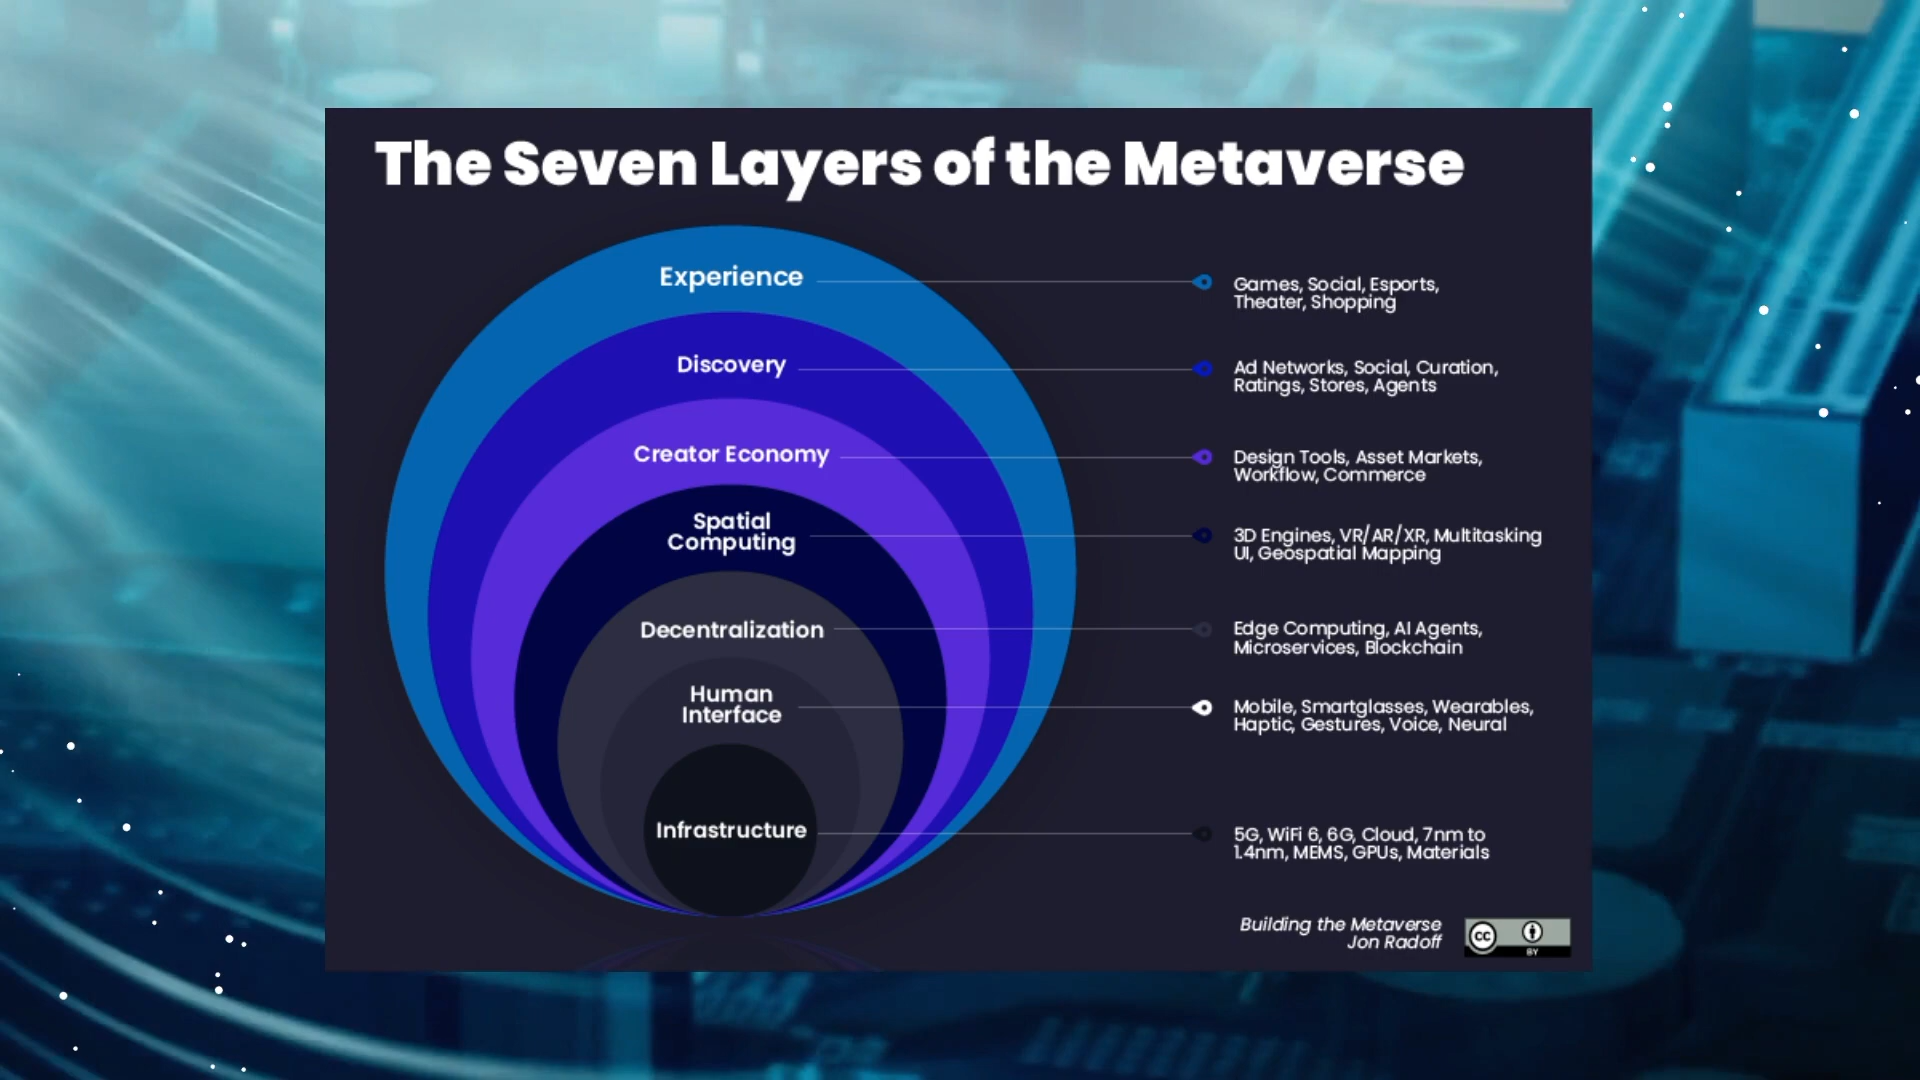 The Seven Layers of the Metaverse
Experience
Games, Social, Esports,
Theater, Shopping
Discovery
Ad Networks, Social, Curation,
Ratings, Stores, Agents
Creator Economy
Design Tools, Asset Markets,
Workflow, Commerce
Spatial
Computing
3D Engines, VR/AR/XR, Multitasking
UI, Geospatial Mapping
Decentralization
Edge Computing, AI Agents,
Microservices, Blockchain
Human
Interface
Mobile, Smartglasses, Wearables,
Haptic, Gestures, Voice, Neural
Infrastructure
5G, WiFi 6, 6G, Cloud, 7nm to
1.4nm, MEMS, GPUs, Materials
Building the Metaverse
Jon Radoff
cc
BY